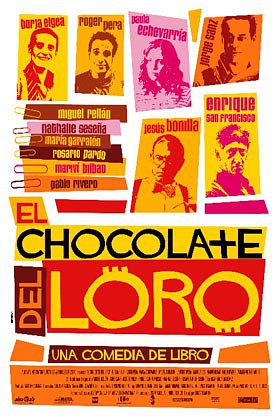 borja elgea
roger pera
paula echevarría
jorge sanz
miguel rellán
nathalie seseña
maría garralón
rosario pardo
mariví bilbao
pablo rivero
jesús bonilla
enrique
san francisco
EL
CHOCOLATE
DEL
LORO
UNA COMEDIA DE LIBRO